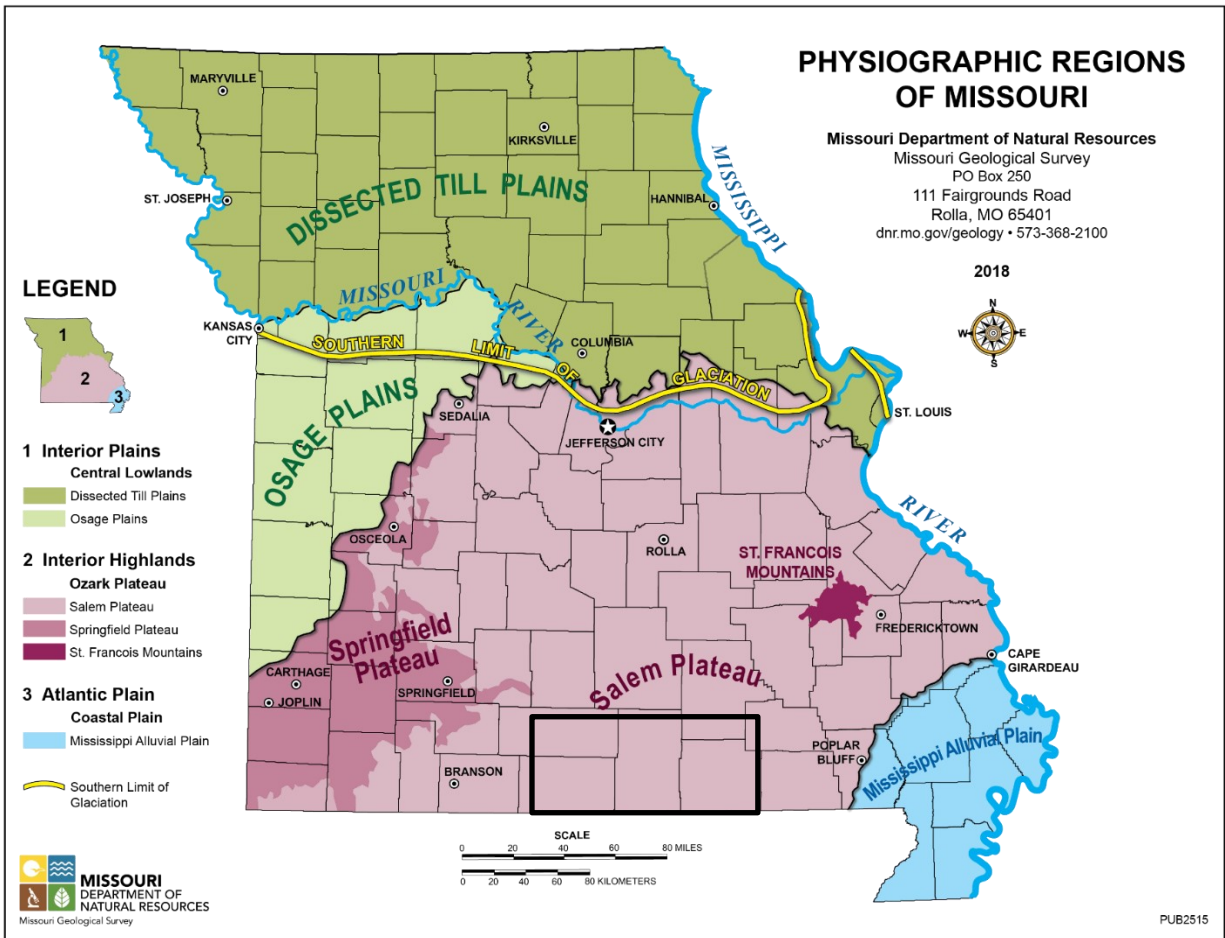 PHYSIOGRAPHIC REGIONS
OF MISSOURI
Missouri Department of Natural Resources
Missouri Geological Survey
PO Box 250
111 Fairgrounds Road
Rolla, MO 65401
dnr.mo.gov/geology • 573-368-2100
2018
N
W
E
S
MARYVILLE
KIRKSVILLE
ST. JOSEPH
HANNIBAL
DISSECTED TILL PLAINS
MISSISSIPPI
RIVER
MISSOURI
RIVER
KANSAS
CITY
SOUTHERN LIMIT OF GLACIATION
COLUMBIA
ST. LOUIS
SEDALIA
JEFFERSON CITY
OSAGE PLAINS
OSCEOLA
ROLLA
ST. FRANCOIS
MOUNTAINS
FREDERICKTOWN
CAPE
GIRARDEAU
Springfield
Plateau
Salem Plateau
CARTHAGE
JOPLIN
SPRINGFIELD
BRANSON
POPLAR
BLUFF
Mississippi Alluvial Plain
LEGEND
1
2
3
1 Interior Plains
Central Lowlands
Dissected Till Plains
Osage Plains
2 Interior Highlands
Ozark Plateau
Salem Plateau
Springfield Plateau
St. Francois Mountains
3 Atlantic Plain
Coastal Plain
Mississippi Alluvial Plain
Southern Limit of
Glaciation
SCALE
0 20 40 60 80 MILES
0 20 40 60 80 KILOMETERS
MISSOURI
DEPARTMENT OF
NATURAL RESOURCES
Missouri Geological Survey
PUB2515